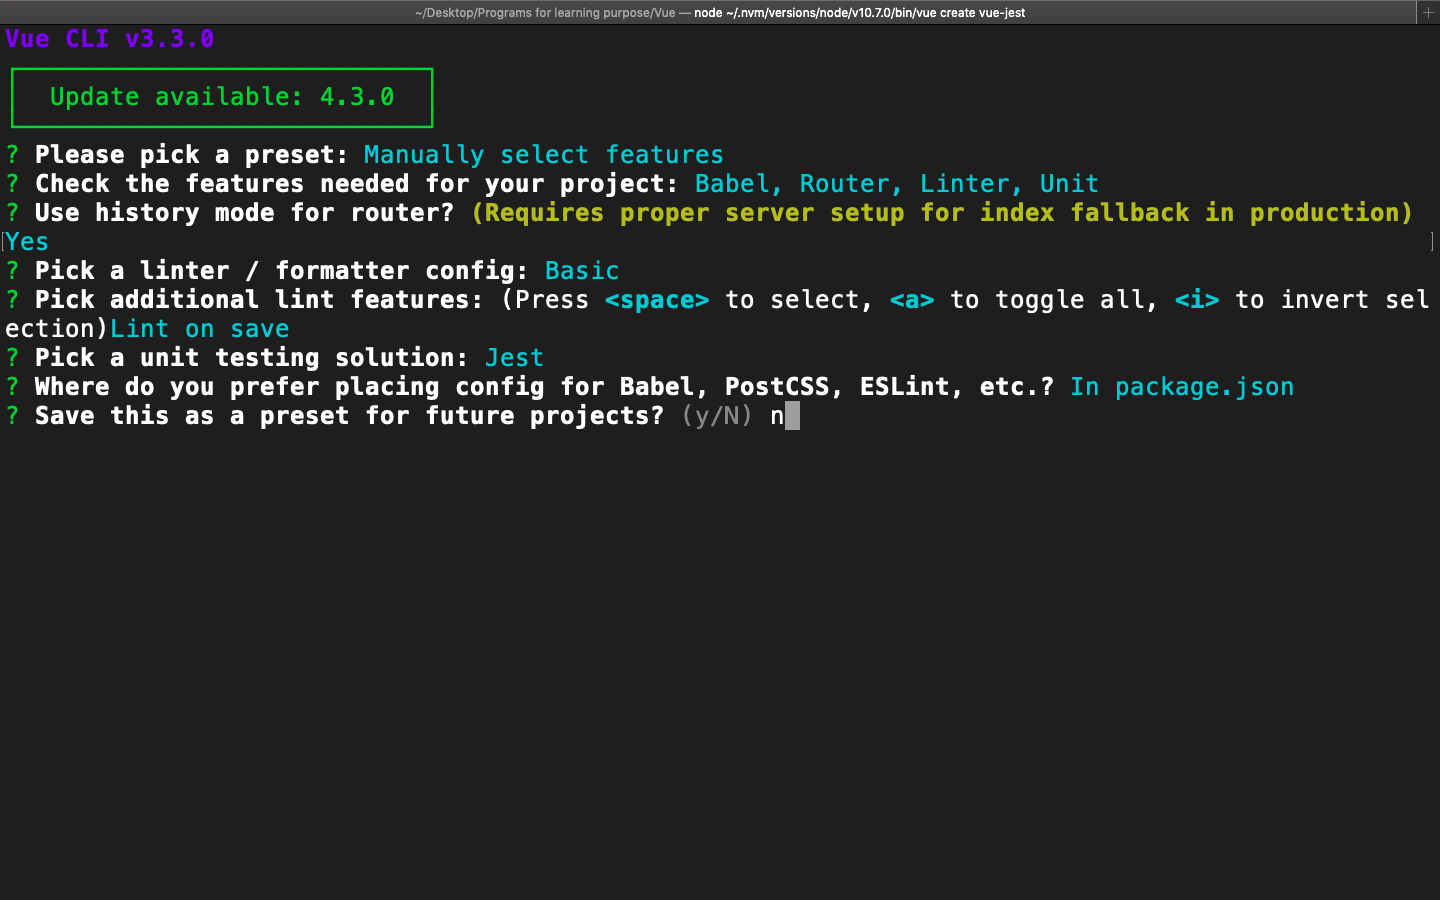 ~/Desktop/Programs for learning purpose/Vue — node ~/.nvm/versions/node/v10.7.0/bin/vue create vue-jest
Vue CLI v3.3.0
Update available: 4.3.0
? Please pick a preset: Manually select features
? Check the features needed for your project: Babel, Router, Linter, Unit
? Use history mode for router? (Requires proper server setup for index fallback in production)
Yes
? Pick a linter / formatter config: Basic
? Pick additional lint features: (Press <space> to select, <a> to toggle all, <i> to invert sel
ection)Lint on save
? Pick a unit testing solution: Jest
? Where do you prefer placing config for Babel, PostCSS, ESLint, etc.? In package.json
? Save this as a preset for future projects? (y/N) n